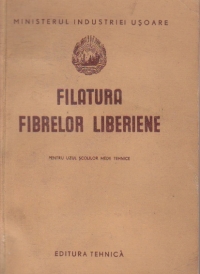 MINISTERUL INDUSTRIEI UȘOARE
FILATURA
FIBRELOR LIBERIENE
PENTRU UZUL ȘCOLILOR MEDII TEHNICE
EDITURA TEHNICĂ